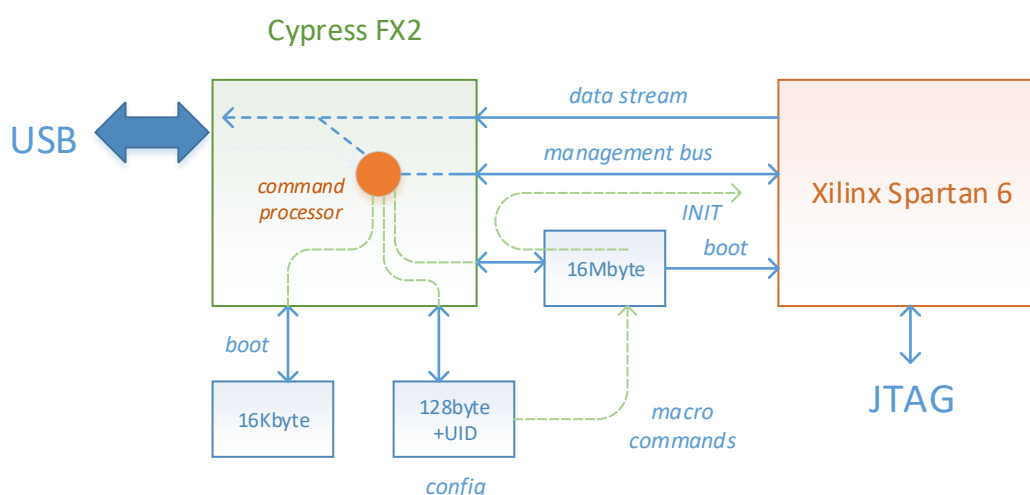 Cypress FX2
USB
data stream
management bus
command
processor
INIT
Xilinx Spartan 6
16Mbyte
boot
boot
16Kbyte
128byte
+UID
macro
commands
JTAG
config